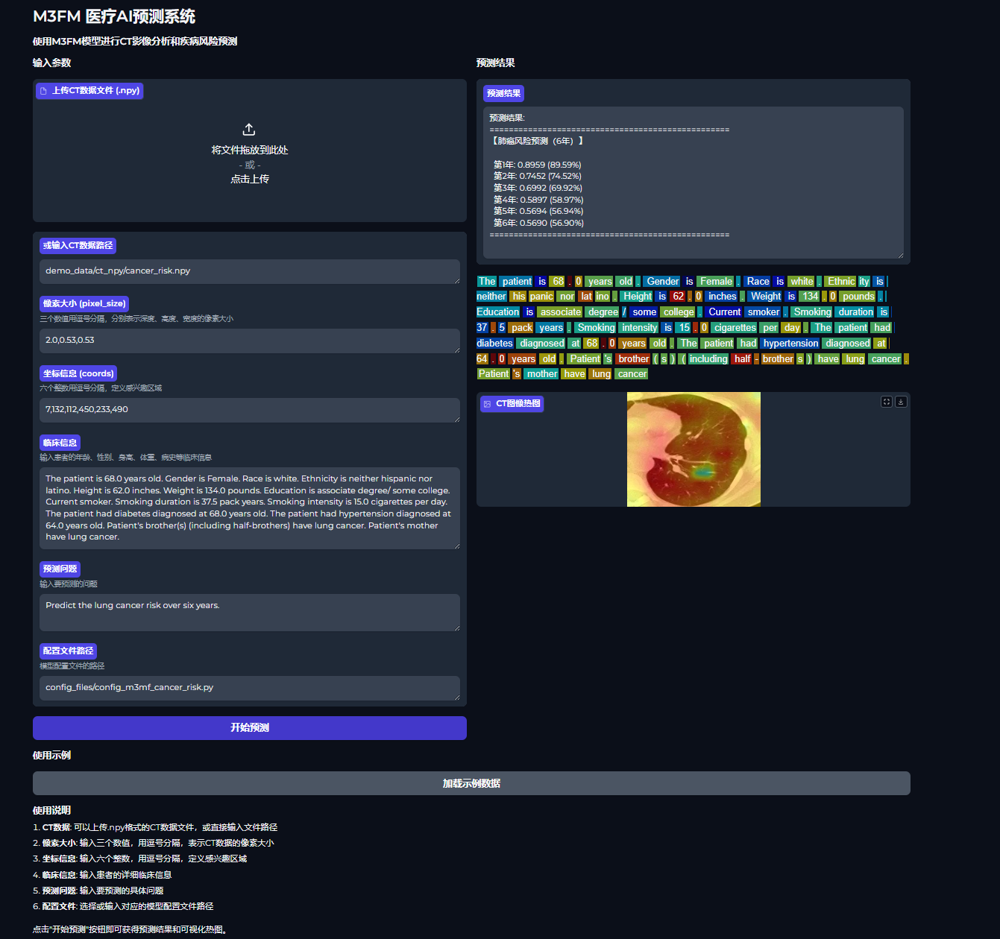 M3FM 医疗AI预测系统
使用M3FM模型进行CT影像分析和疾病风险预测
输入参数
上传CT数据文件 (.npy)
将文件拖放到此处
- 或 -
点击上传
或输入CT数据路径
demo_data/ct_npy/cancer_risk.npy
像素大小 (pixel_size)
三个数值用逗号分隔，分别表示深度、高度、宽度的像素大小
2.0,0.53,0.53
坐标信息 (coords)
六个整数用逗号分隔，定义感兴趣区域
7,132,112,450,233,490
临床信息
输入患者的年龄、性别、身高、体重、病史等临床信息
The patient is 68.0 years old. Gender is Female. Race is white. Ethnicity is neither hispanic nor
latino. Height is 62.0 inches. Weight is 134.0 pounds. Education is associate degree/ some college.
Current smoker. Smoking duration is 37.5 pack years. Smoking intensity is 15.0 cigarettes per day.
The patient had diabetes diagnosed at 68.0 years old. The patient had hypertension diagnosed at
64.0 years old. Patient's brother(s) (including half-brothers) have lung cancer. Patient's mother
have lung cancer.
预测问题
输入要预测的问题
Predict the lung cancer risk over six years.
配置文件路径
模型配置文件的路径
config_files/config_m3mf_cancer_risk.py
开始预测
预测结果
预测结果
预测结果:
==================================================
【肺癌风险预测（6年）】
第1年: 0.8959 (89.59%)
第2年: 0.7452 (74.52%)
第3年: 0.6992 (69.92%)
第4年: 0.5897 (58.97%)
第5年: 0.5694 (56.94%)
第6年: 0.5690 (56.90%)
==================================================
The patient is 68 . 0 years old . Gender is Female . Race is white . Ethnic ity is
neither his panic nor lat ino . Height is 62 . 0 inches . Weight is 134 . 0 pounds .
Education is associate degree / some college . Current smoker . Smoking duration is
37 . 5 pack years . Smoking intensity is 15 . 0 cigarettes per day . The patient had
diabetes diagnosed at 68 . 0 years old . The patient had hypertension diagnosed at
64 . 0 years old . Patient 's brother ( s ) ( including half - brother s ) have lung cancer .
Patient 's mother have lung cancer
CT图像热图
使用示例
加载示例数据
使用说明
1. CT数据: 可以上传.npy格式的CT数据文件，或直接输入文件路径
2. 像素大小: 输入三个数值，用逗号分隔，表示CT数据的像素大小
3. 坐标信息: 输入六个整数，用逗号分隔，定义感兴趣区域
4. 临床信息: 输入患者的详细临床信息
5. 预测问题: 输入要预测的具体问题
6. 配置文件: 选择或输入对应的模型配置文件路径
点击"开始预测"按钮即可获得预测结果和可视化热图。